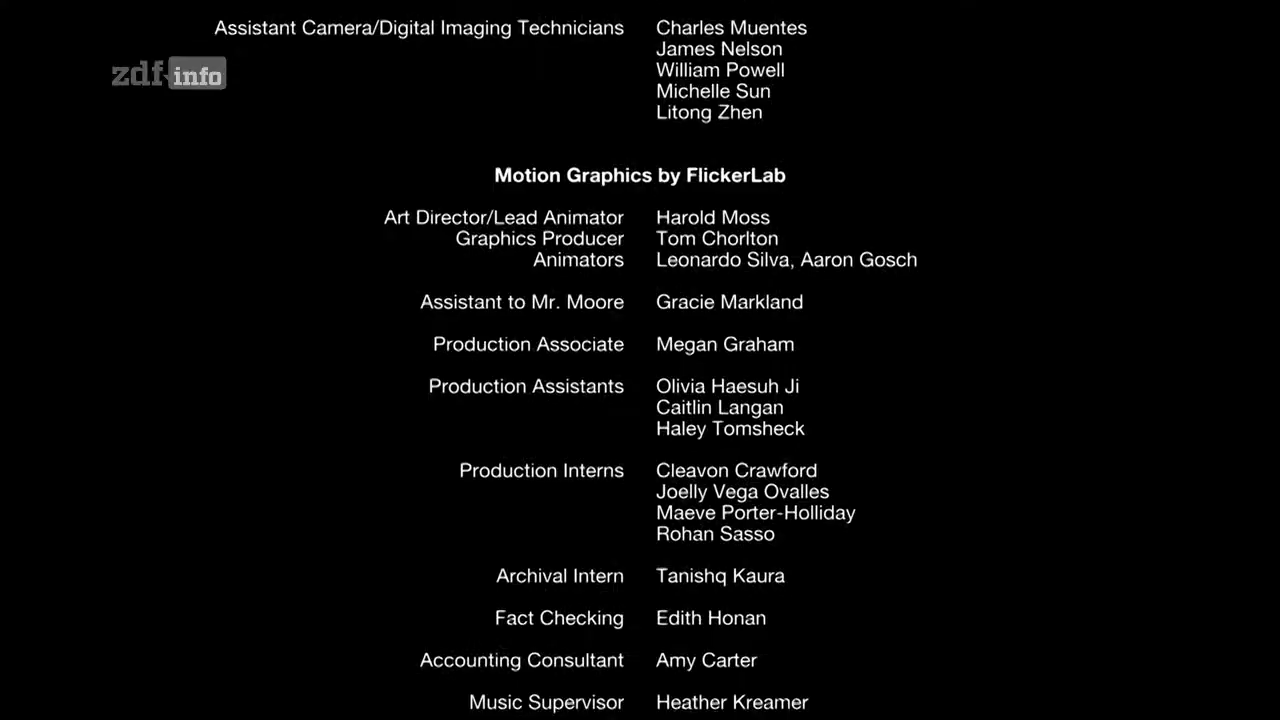 Assistant Camera/Digital Imaging Technicians Charles Muentes
James Nelson
zdf info William Powell
Michelle Sun
Litong Zhen
Motion Graphics by FlickerLab
Art Director/Lead Animator Harold Moss
Graphics Producer Tom Chorlton
Animators Leonardo Silva, Aaron Gosch
Assistant to Mr. Moore Gracie Markland
Production Associate Megan Graham
Production Assistants Olivia Haesuh Ji
Caitlin Langan
Haley Tomsheck
Production Interns Cleavon Crawford
Joelly Vega Ovalles
Maeve Porter-Holliday
Rohan Sasso
Archival Intern Tanishq Kaura
Fact Checking Edith Honan
Accounting Consultant Amy Carter
Music Supervisor Heather Kreamer